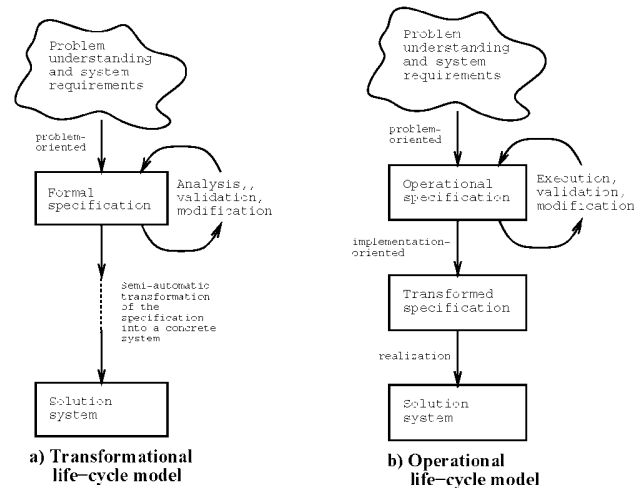 Problem
understanding
and system
requirements
problem-
oriented
Formal
specification
Analysis,,
validation,
modification
Semi-automatic
transformation
of the
specification
into a concrete
system
Solution
system
a) Transformational
life-cycle model
Problem
understanding
and system
requirements
problem-
oriented
Operational
specification
Execution,
validation,
modification
implementation-
oriented
Transformed
specification
realization
Solution
system
b) Operational
life-cycle model